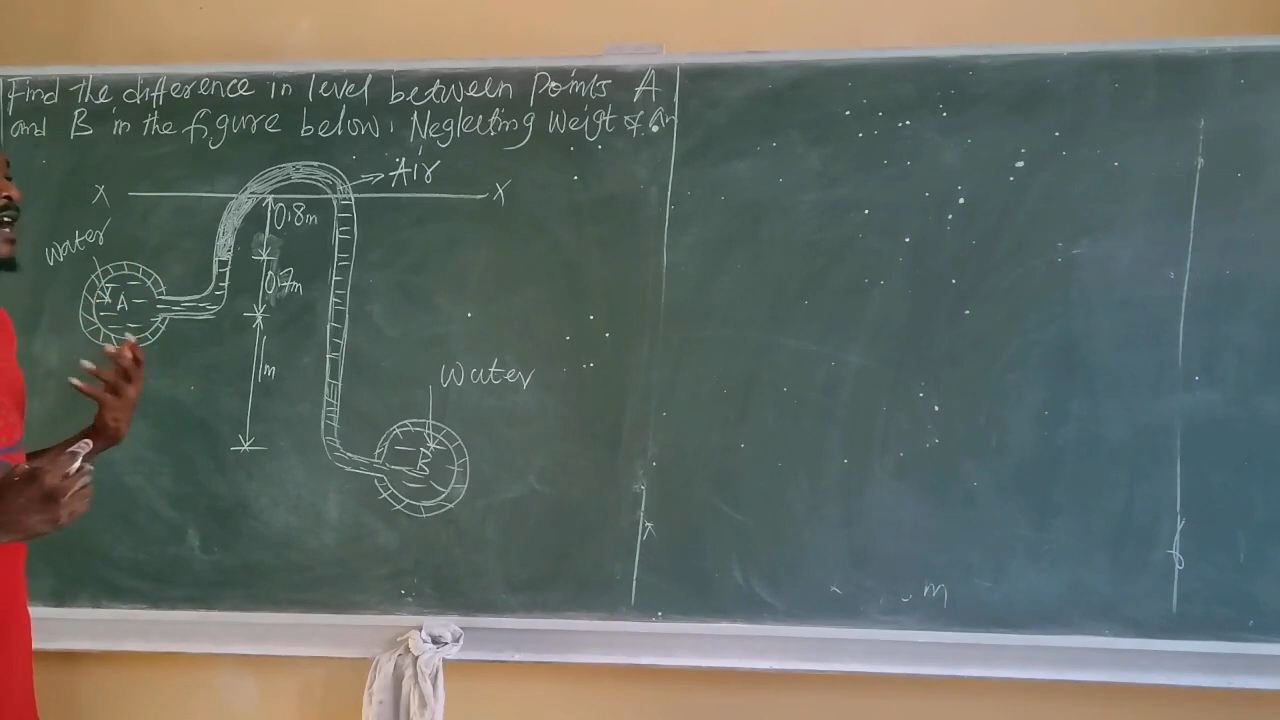 Find the difference in level between Points A
and B in the figure below. Neglecting Weigt of Air
Air
X X
0.8m
water
0.7m
A
1m
Water
B
m